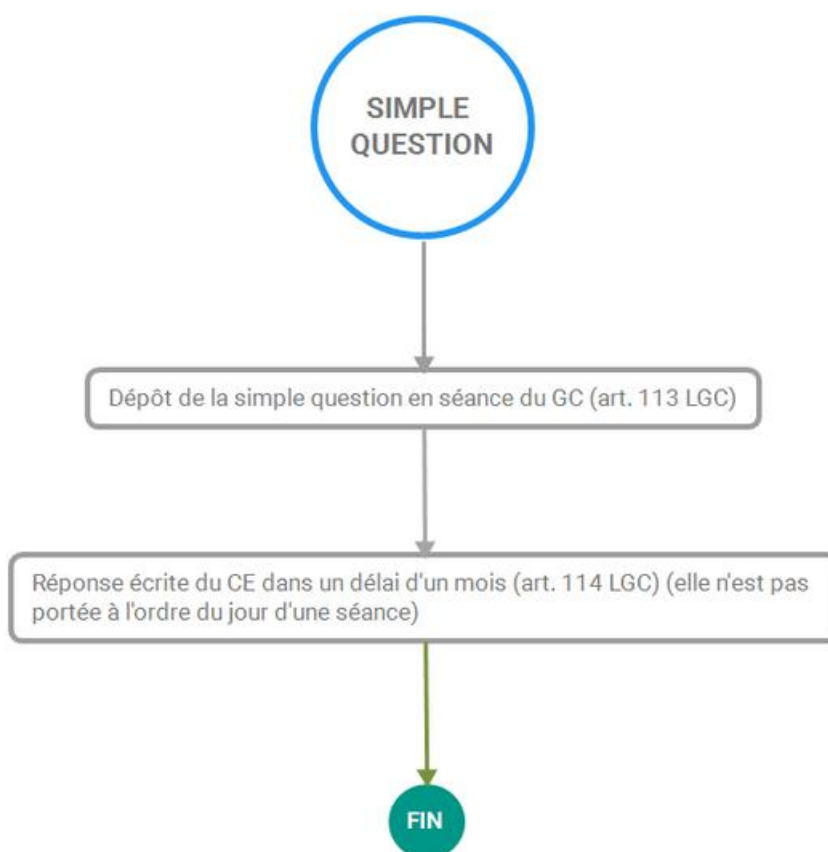 SIMPLE
QUESTION
Dépôt de la simple question en séance du GC (art. 113 LGC)
Réponse écrite du CE dans un délai d'un mois (art. 114 LGC) (elle n'est pas
portée à l'ordre du jour d'une séance)
FIN